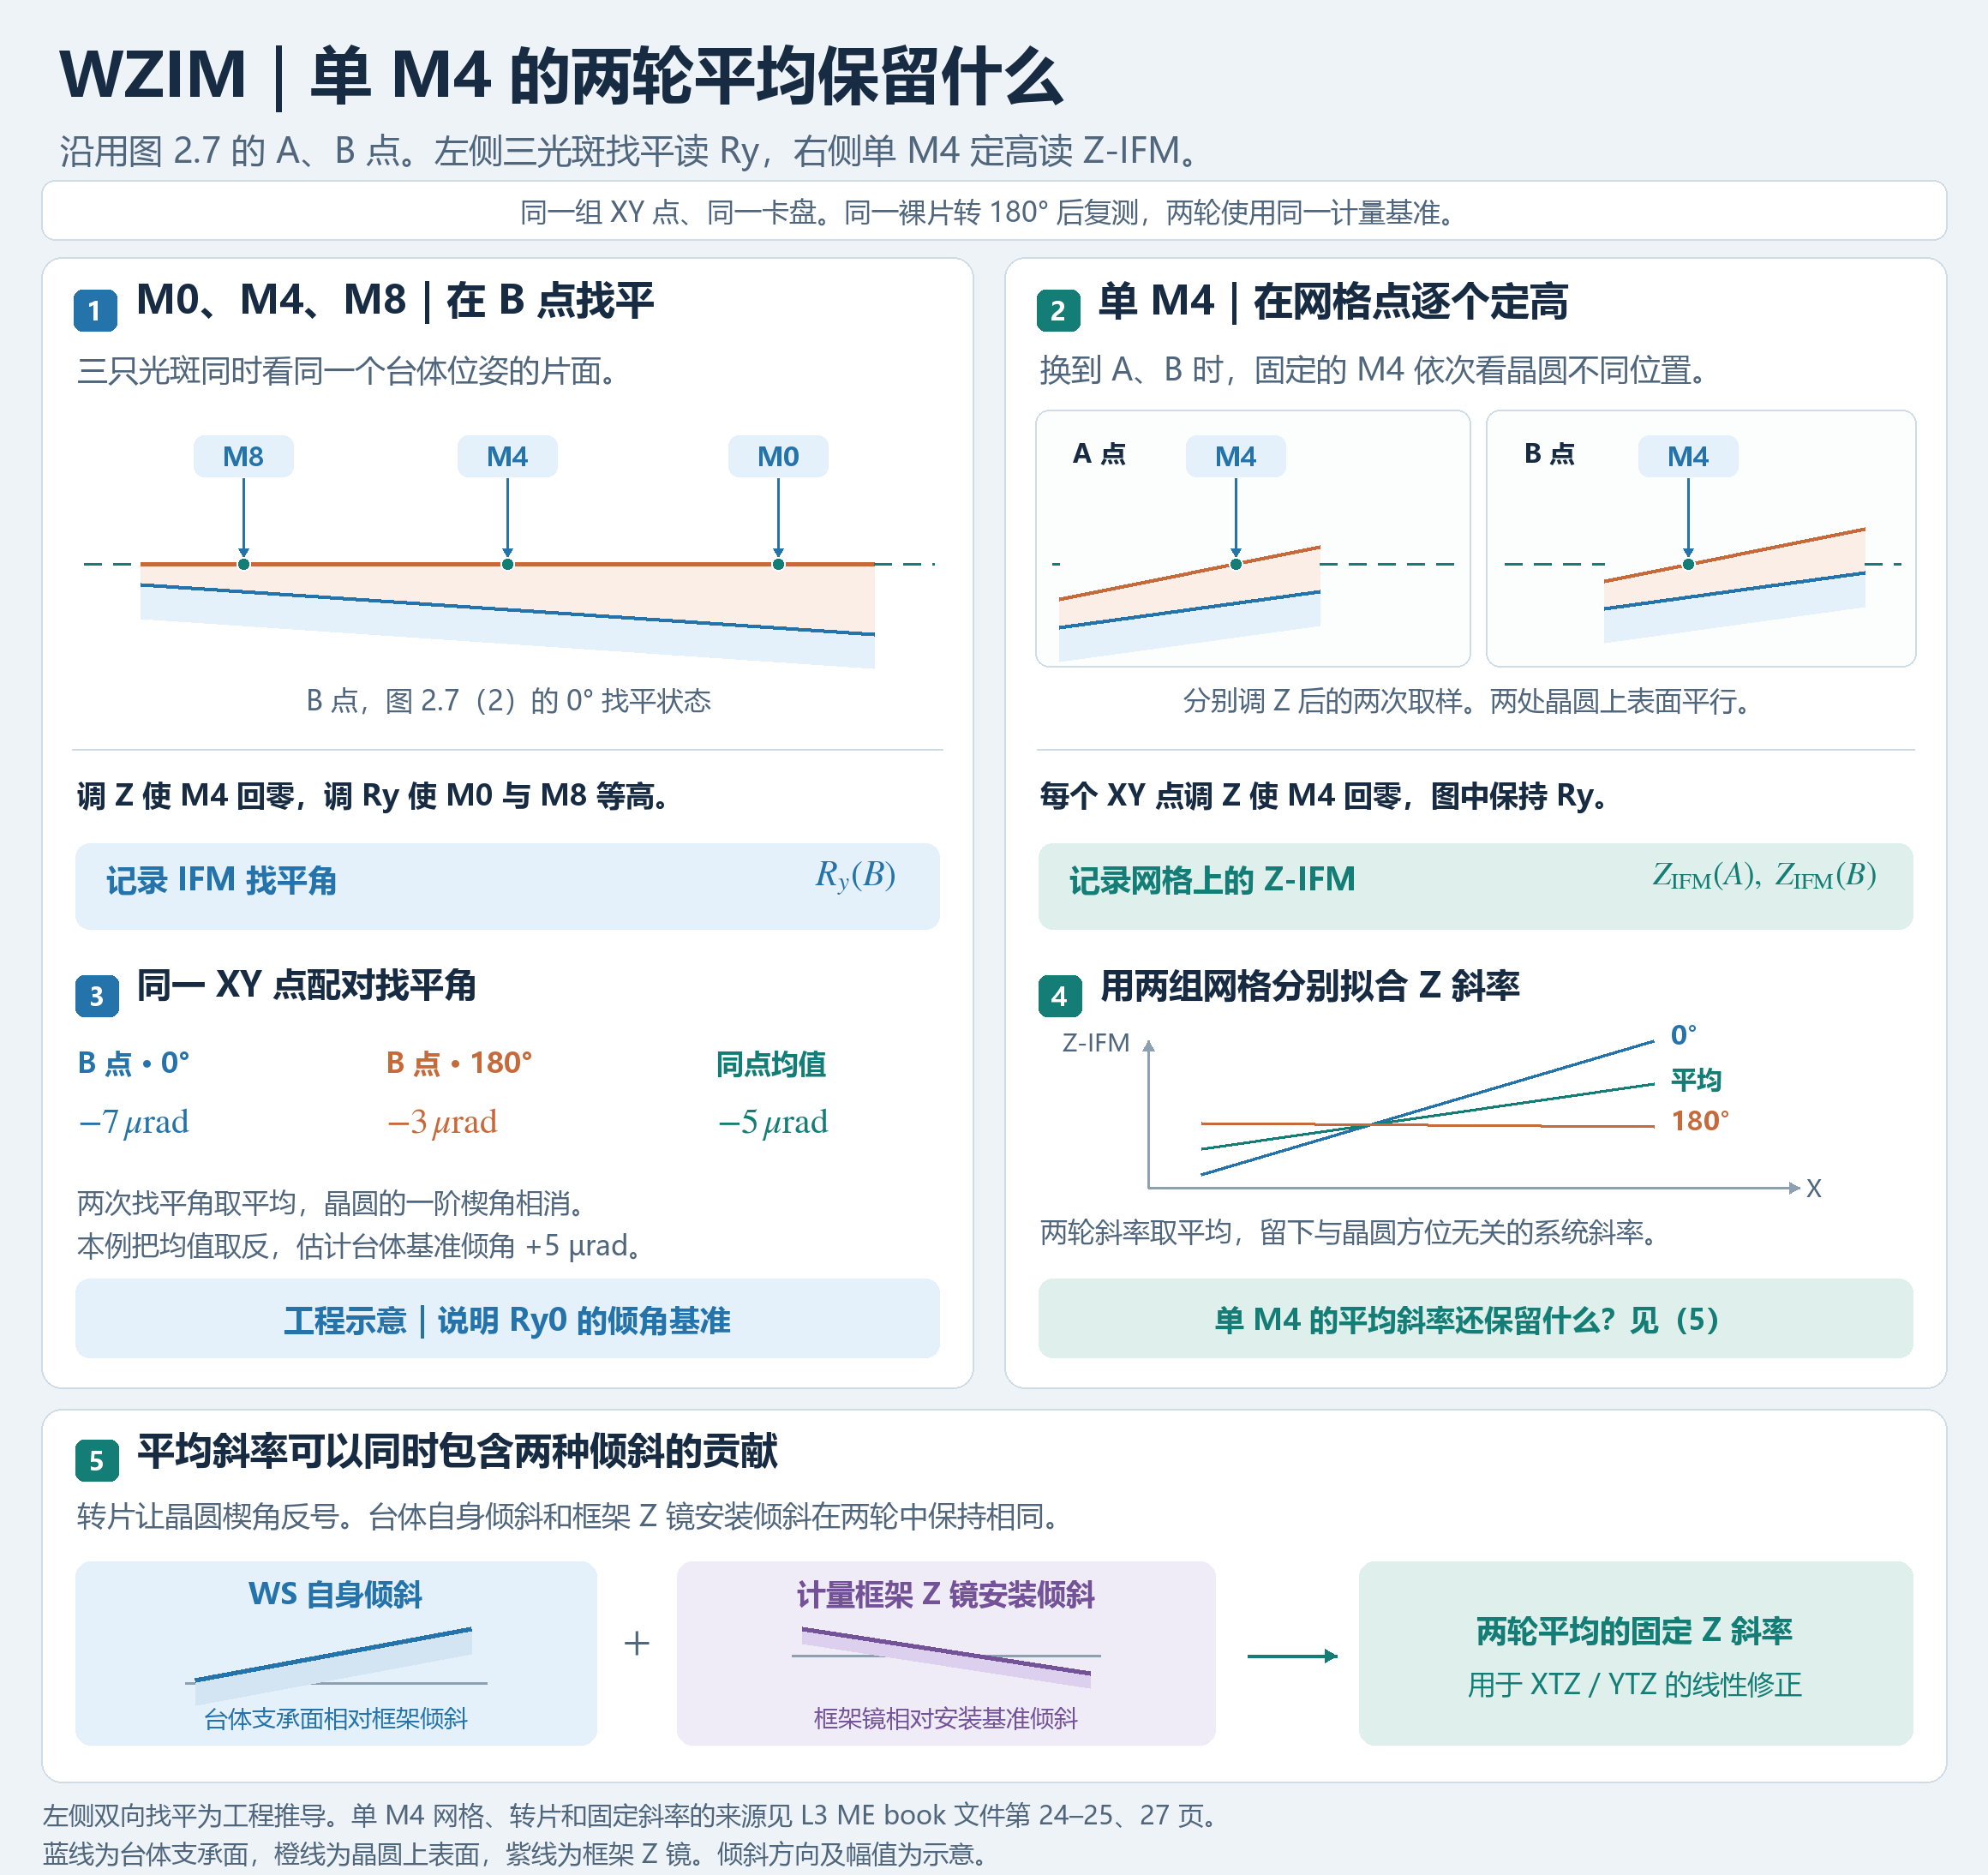 WZIM｜单 M4 的两轮平均保留什么
沿用图 2.7 的 A、B 点。左侧三光斑找平读 Ry，右侧单 M4 定高读 Z-IFM。
同一组 XY 点、同一卡盘。同一裸片转 180° 后复测，两轮使用同一计量基准。
1 M0、M4、M8｜在 B 点找平
三只光斑同时看同一个台体位姿的片面。
M8 M4 M0
B 点，图 2.7（2）的 0° 找平状态
调 Z 使 M4 回零，调 Ry 使 M0 与 M8 等高。
记录 IFM 找平角 Ry(B)
3 同一 XY 点配对找平角
B 点 • 0° B 点 • 180° 同点均值
−7 μrad −3 μrad −5 μrad
两次找平角取平均，晶圆的一阶楔角相消。
本例把均值取反，估计台体基准倾角 +5 μrad。
工程示意｜说明 Ry0 的倾角基准
2 单 M4｜在网格点逐个定高
换到 A、B 时，固定的 M4 依次看晶圆不同位置。
A 点 M4 B 点 M4
分别调 Z 后的两次取样。两处晶圆上表面平行。
每个 XY 点调 Z 使 M4 回零，图中保持 Ry。
记录网格上的 Z-IFM ZIFM(A), ZIFM(B)
4 用两组网格分别拟合 Z 斜率
Z-IFM
0°
平均
180°
X
两轮斜率取平均，留下与晶圆方位无关的系统斜率。
单 M4 的平均斜率还保留什么？见（5）
5 平均斜率可以同时包含两种倾斜的贡献
转片让晶圆楔角反号。台体自身倾斜和框架 Z 镜安装倾斜在两轮中保持相同。
WS 自身倾斜
台体支承面相对框架倾斜
+
计量框架 Z 镜安装倾斜
框架镜相对安装基准倾斜
两轮平均的固定 Z 斜率
用于 XTZ / YTZ 的线性修正
左侧双向找平为工程推导。单 M4 网格、转片和固定斜率的来源见 L3 ME book 文件第 24–25、27 页。
蓝线为台体支承面，橙线为晶圆上表面，紫线为框架 Z 镜。倾斜方向及幅值为示意。